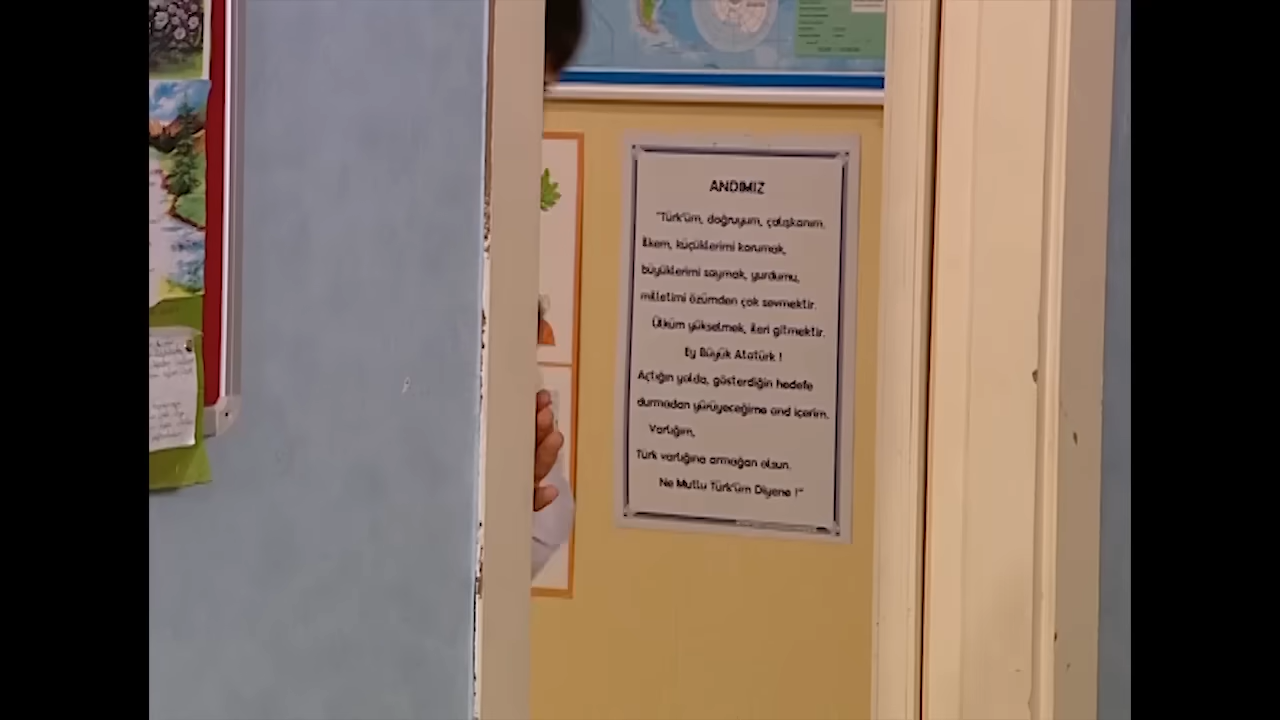 ANDIMIZ
"Türk'üm, doğruyum, çalışkanım.
İlkem, küçüklerimi korumak,
büyüklerimi saymak, yurdumu,
milletimi özümden çok sevmektir.
Ülküm yükselmek, ileri gitmektir.
Ey Büyük Atatürk !
Açtığın yolda, gösterdiğin hedefe
durmadan yürüyeceğime and içerim.
Varlığım,
Türk varlığına armağan olsun.
Ne Mutlu Türk'üm Diyene !"